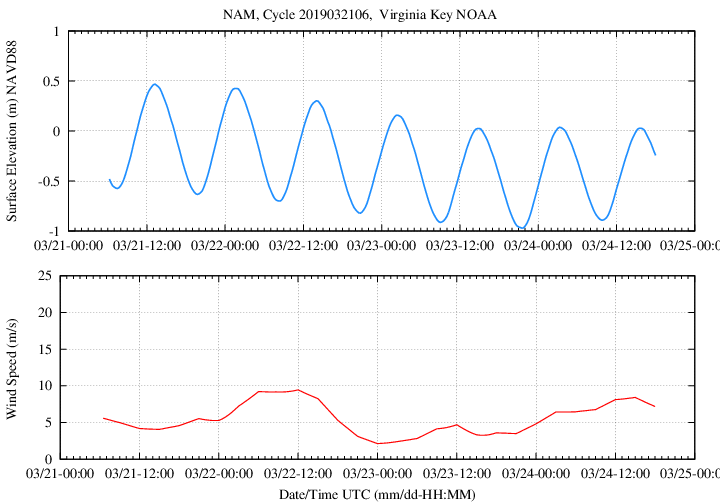 NAM, Cycle 2019032106,  Virginia Key NOAA
Surface Elevation (m) NAVD88
1
0.5
0
-0.5
-1
03/21-00:00 03/21-12:00 03/22-00:00 03/22-12:00 03/23-00:00 03/23-12:00 03/24-00:00 03/24-12:00 03/25-00:00
Wind Speed (m/s)
25
20
15
10
5
0
03/21-00:00 03/21-12:00 03/22-00:00 03/22-12:00 03/23-00:00 03/23-12:00 03/24-00:00 03/24-12:00 03/25-00:00
Date/Time UTC (mm/dd-HH:MM)